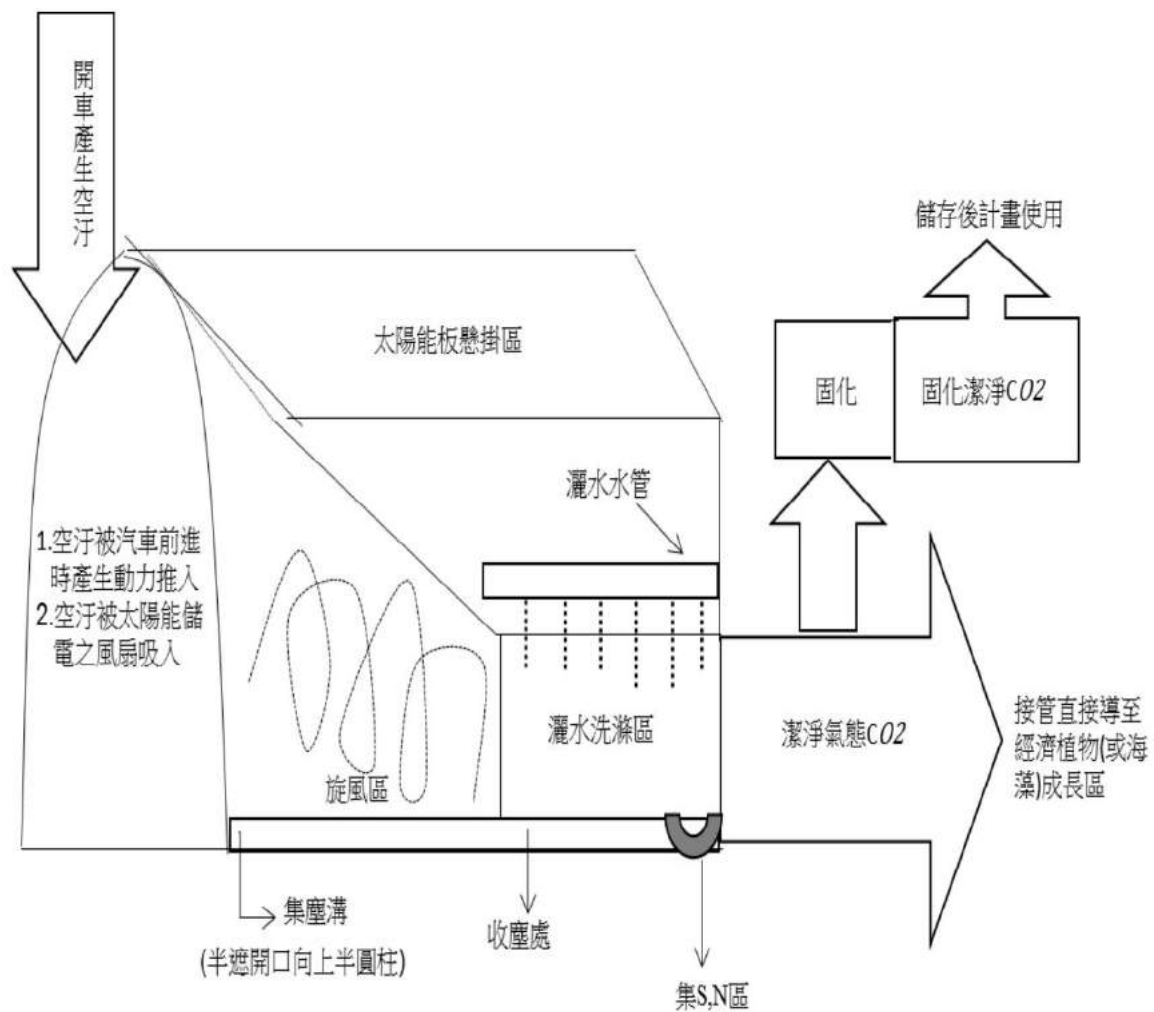 開車產生空汙
儲存後計畫使用
太陽能板懸掛區
固化
固化潔淨CO2
灑水水管
1.空汙被汽車前進
時產生動力推入
2.空汙被太陽能儲
電之風扇吸入
灑水洗滌區
潔淨氣態CO2
接管直接導至
經濟植物(或海
藻)成長區
旋風區
集塵溝
(半遮開口向上半圓柱)
收塵處
集S,N區